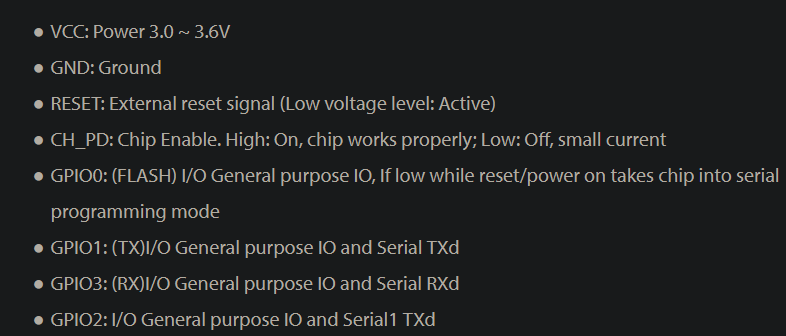 ● VCC: Power 3.0 ~ 3.6V
● GND: Ground
● RESET: External reset signal (Low voltage level: Active)
● CH_PD: Chip Enable. High: On, chip works properly; Low: Off, small current
● GPIO0: (FLASH) I/O General purpose IO, If low while reset/power on takes chip into serial
programming mode
● GPIO1: (TX)I/O General purpose IO and Serial TXd
● GPIO3: (RX)I/O General purpose IO and Serial RXd
● GPIO2: I/O General purpose IO and Serial1 TXd